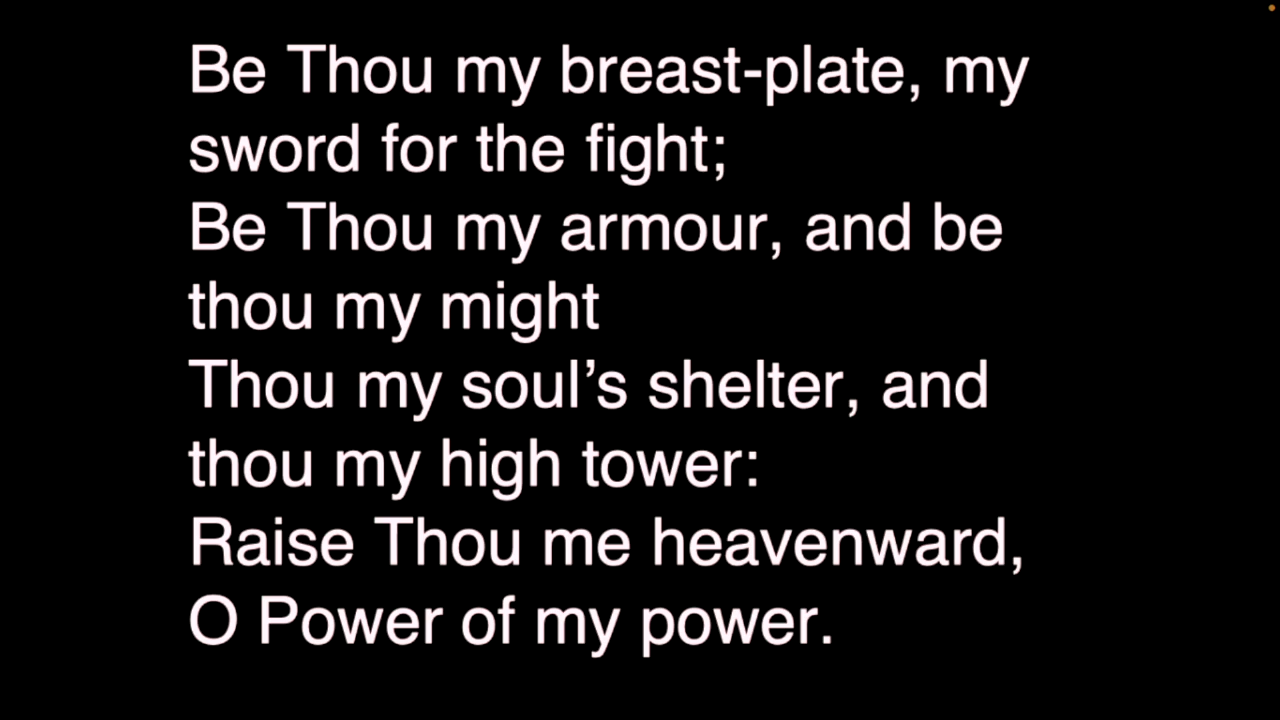 Be Thou my breast-plate, my
sword for the fight;
Be Thou my armour, and be
thou my might
Thou my soul’s shelter, and
thou my high tower:
Raise Thou me heavenward,
O Power of my power.